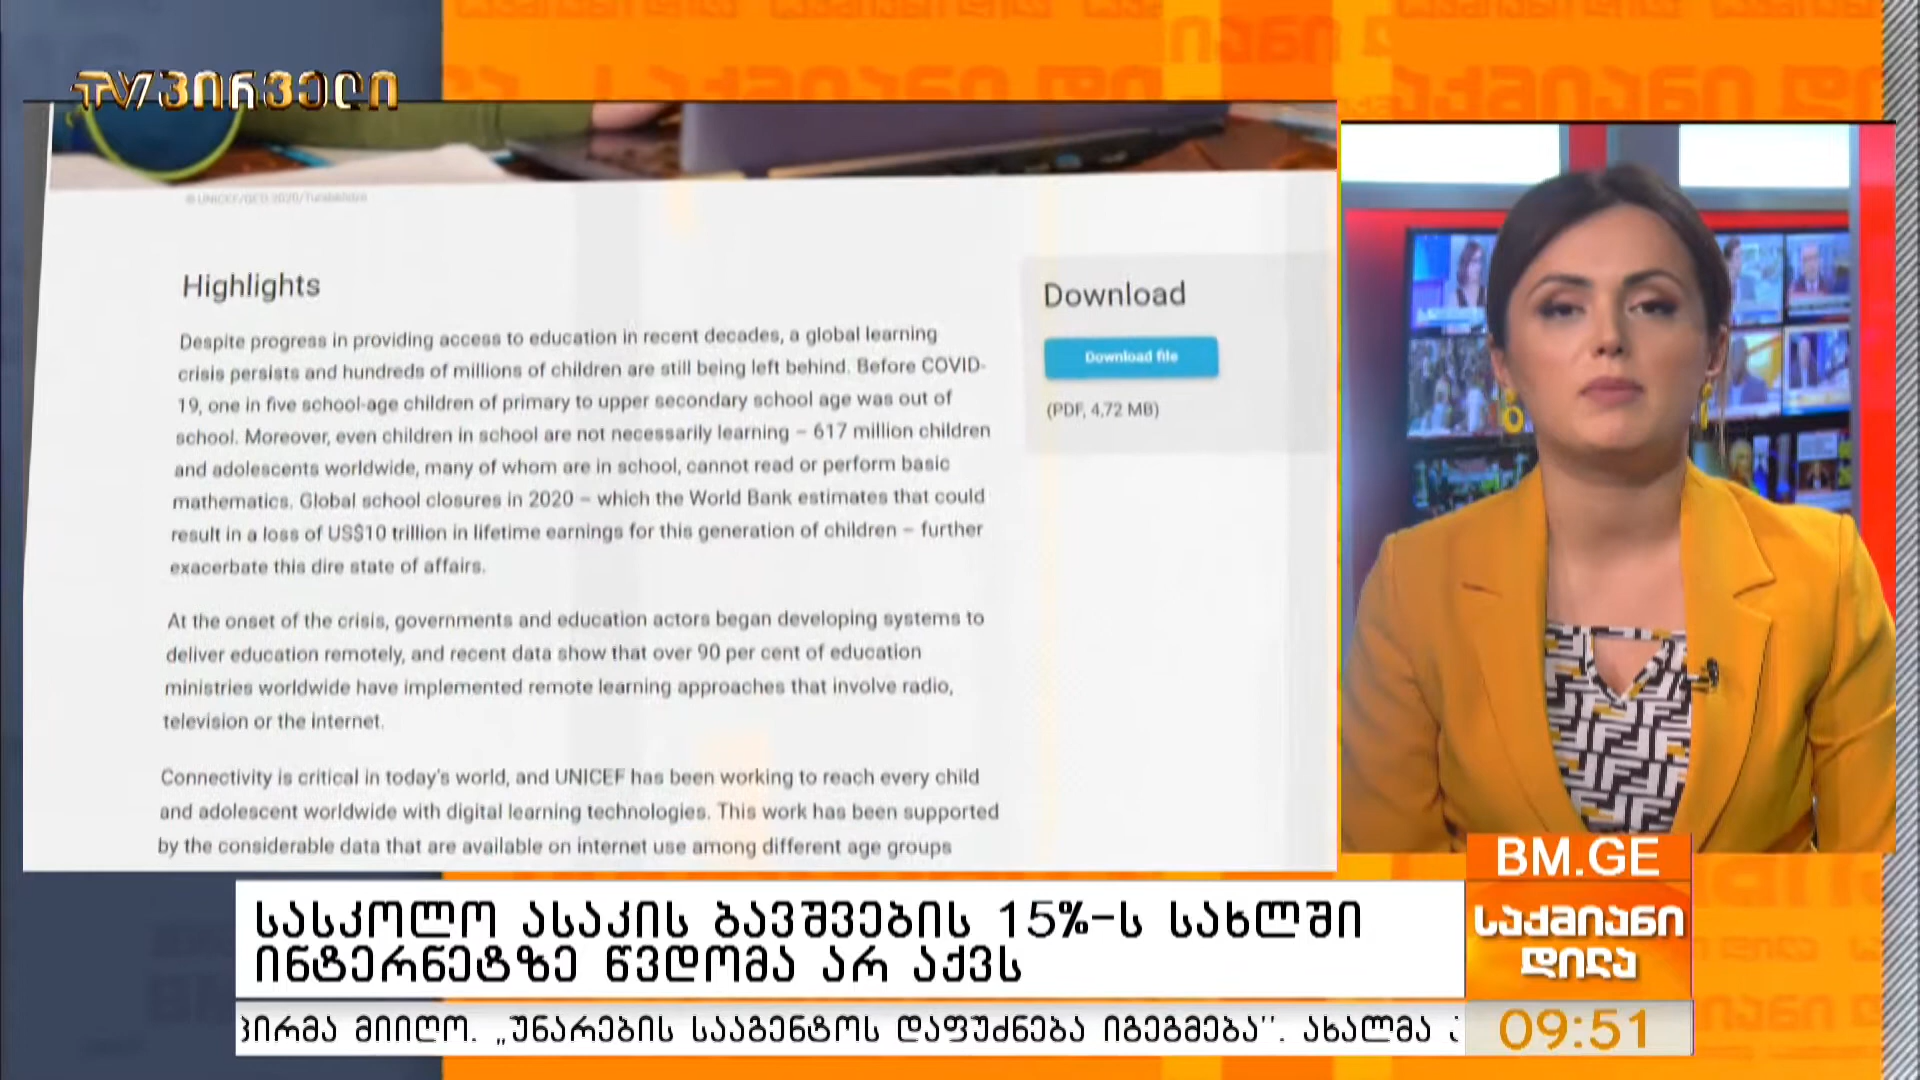 TV პირველი
Highlights
Despite progress in providing access to education in recent decades, a global learning
crisis persists and hundreds of millions of children are still being left behind. Before COVID-
19, one in five school-age children of primary to upper secondary school age was out of
school. Moreover, even children in school are not necessarily learning – 617 million children
and adolescents worldwide, many of whom are in school, cannot read or perform basic
mathematics. Global school closures in 2020 – which the World Bank estimates that could
result in a loss of US$10 trillion in lifetime earnings for this generation of children – further
exacerbate this dire state of affairs.
At the onset of the crisis, governments and education actors began developing systems to
deliver education remotely, and recent data show that over 90 per cent of education
ministries worldwide have implemented remote learning approaches that involve radio,
television or the internet.
Connectivity is critical in today's world, and UNICEF has been working to reach every child
and adolescent worldwide with digital learning technologies. This work has been supported
by the considerable data that are available on internet use among different age groups
Download
Download file
(PDF, 4,72 MB)
BM.GE
საქმიანი
დილა
სასკოლო ასაკის ბავშვების 15%-ს სახლში
ინტერნეტზე წვდომა არ აქვს
პირმა მიიღო. „უნარების სააგენტოს დაფუძნება იგეგმება''. ახალმა
09:51